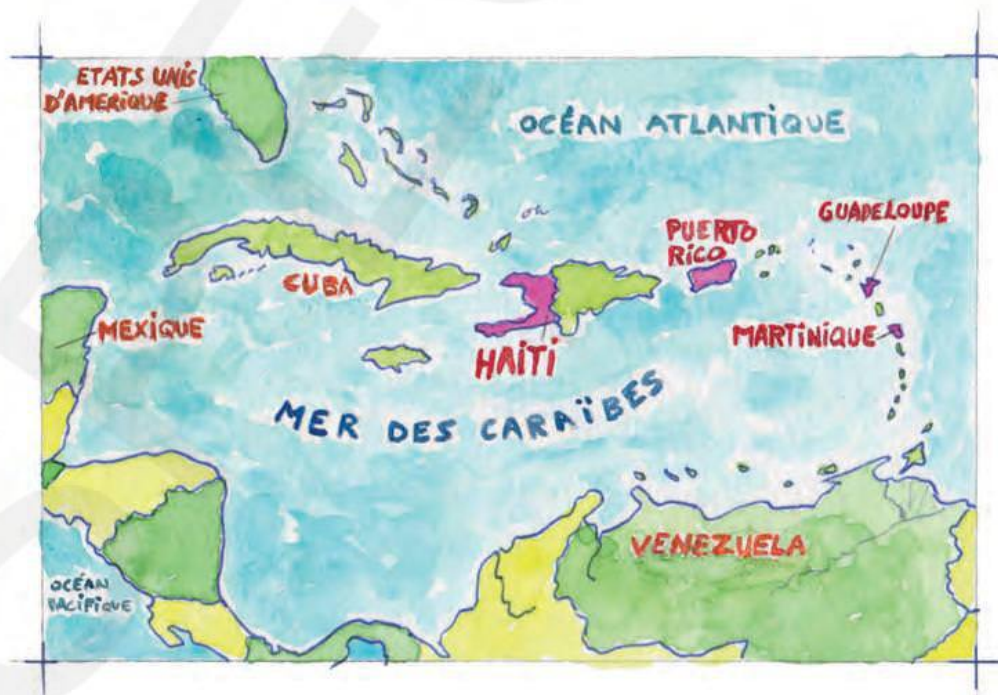 ETATS UNIS
D'AMERIQUE
OCÉAN ATLANTIQUE
GUADELOUPE
PUERTO
RICO
CUBA
MEXIQUE
HAITI
MARTINIQUE
MER DES CARAÏBES
VENEZUELA
OCÉAN
PACIFIQUE